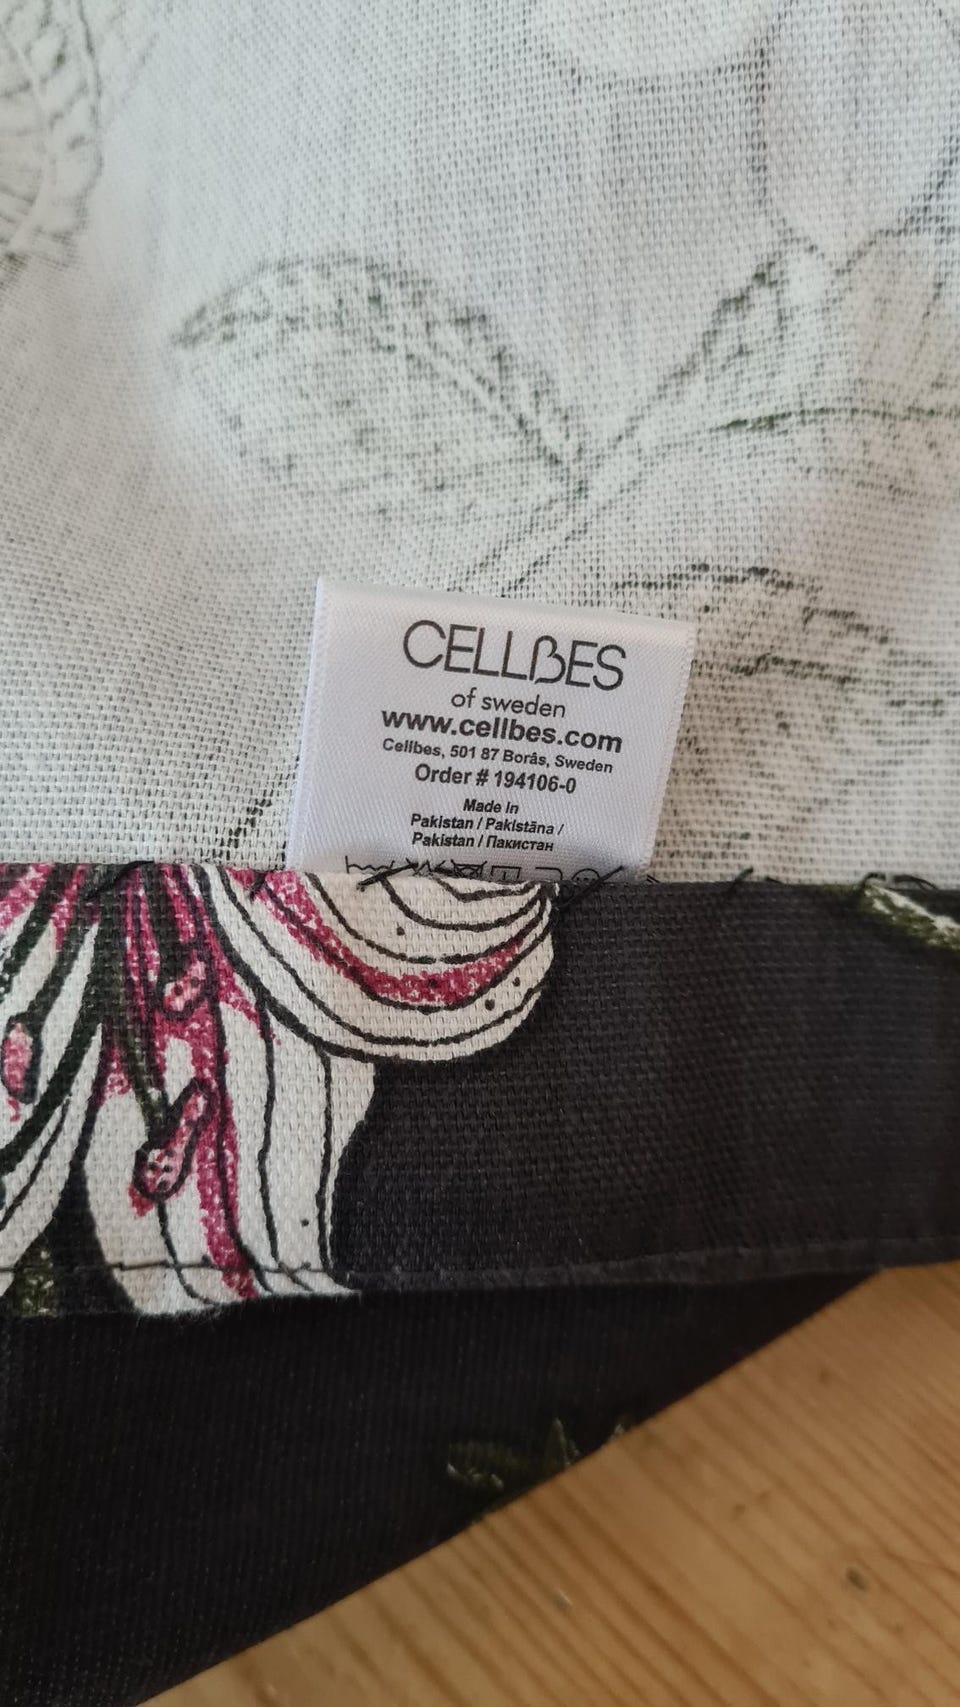 CELLBES
of sweden
www.cellbes.com
Cellbes, 501 87 Borås, Sweden
Order # 194106-0
Made in
Pakistan / Pakistāna /
Pakistan / Пакистан